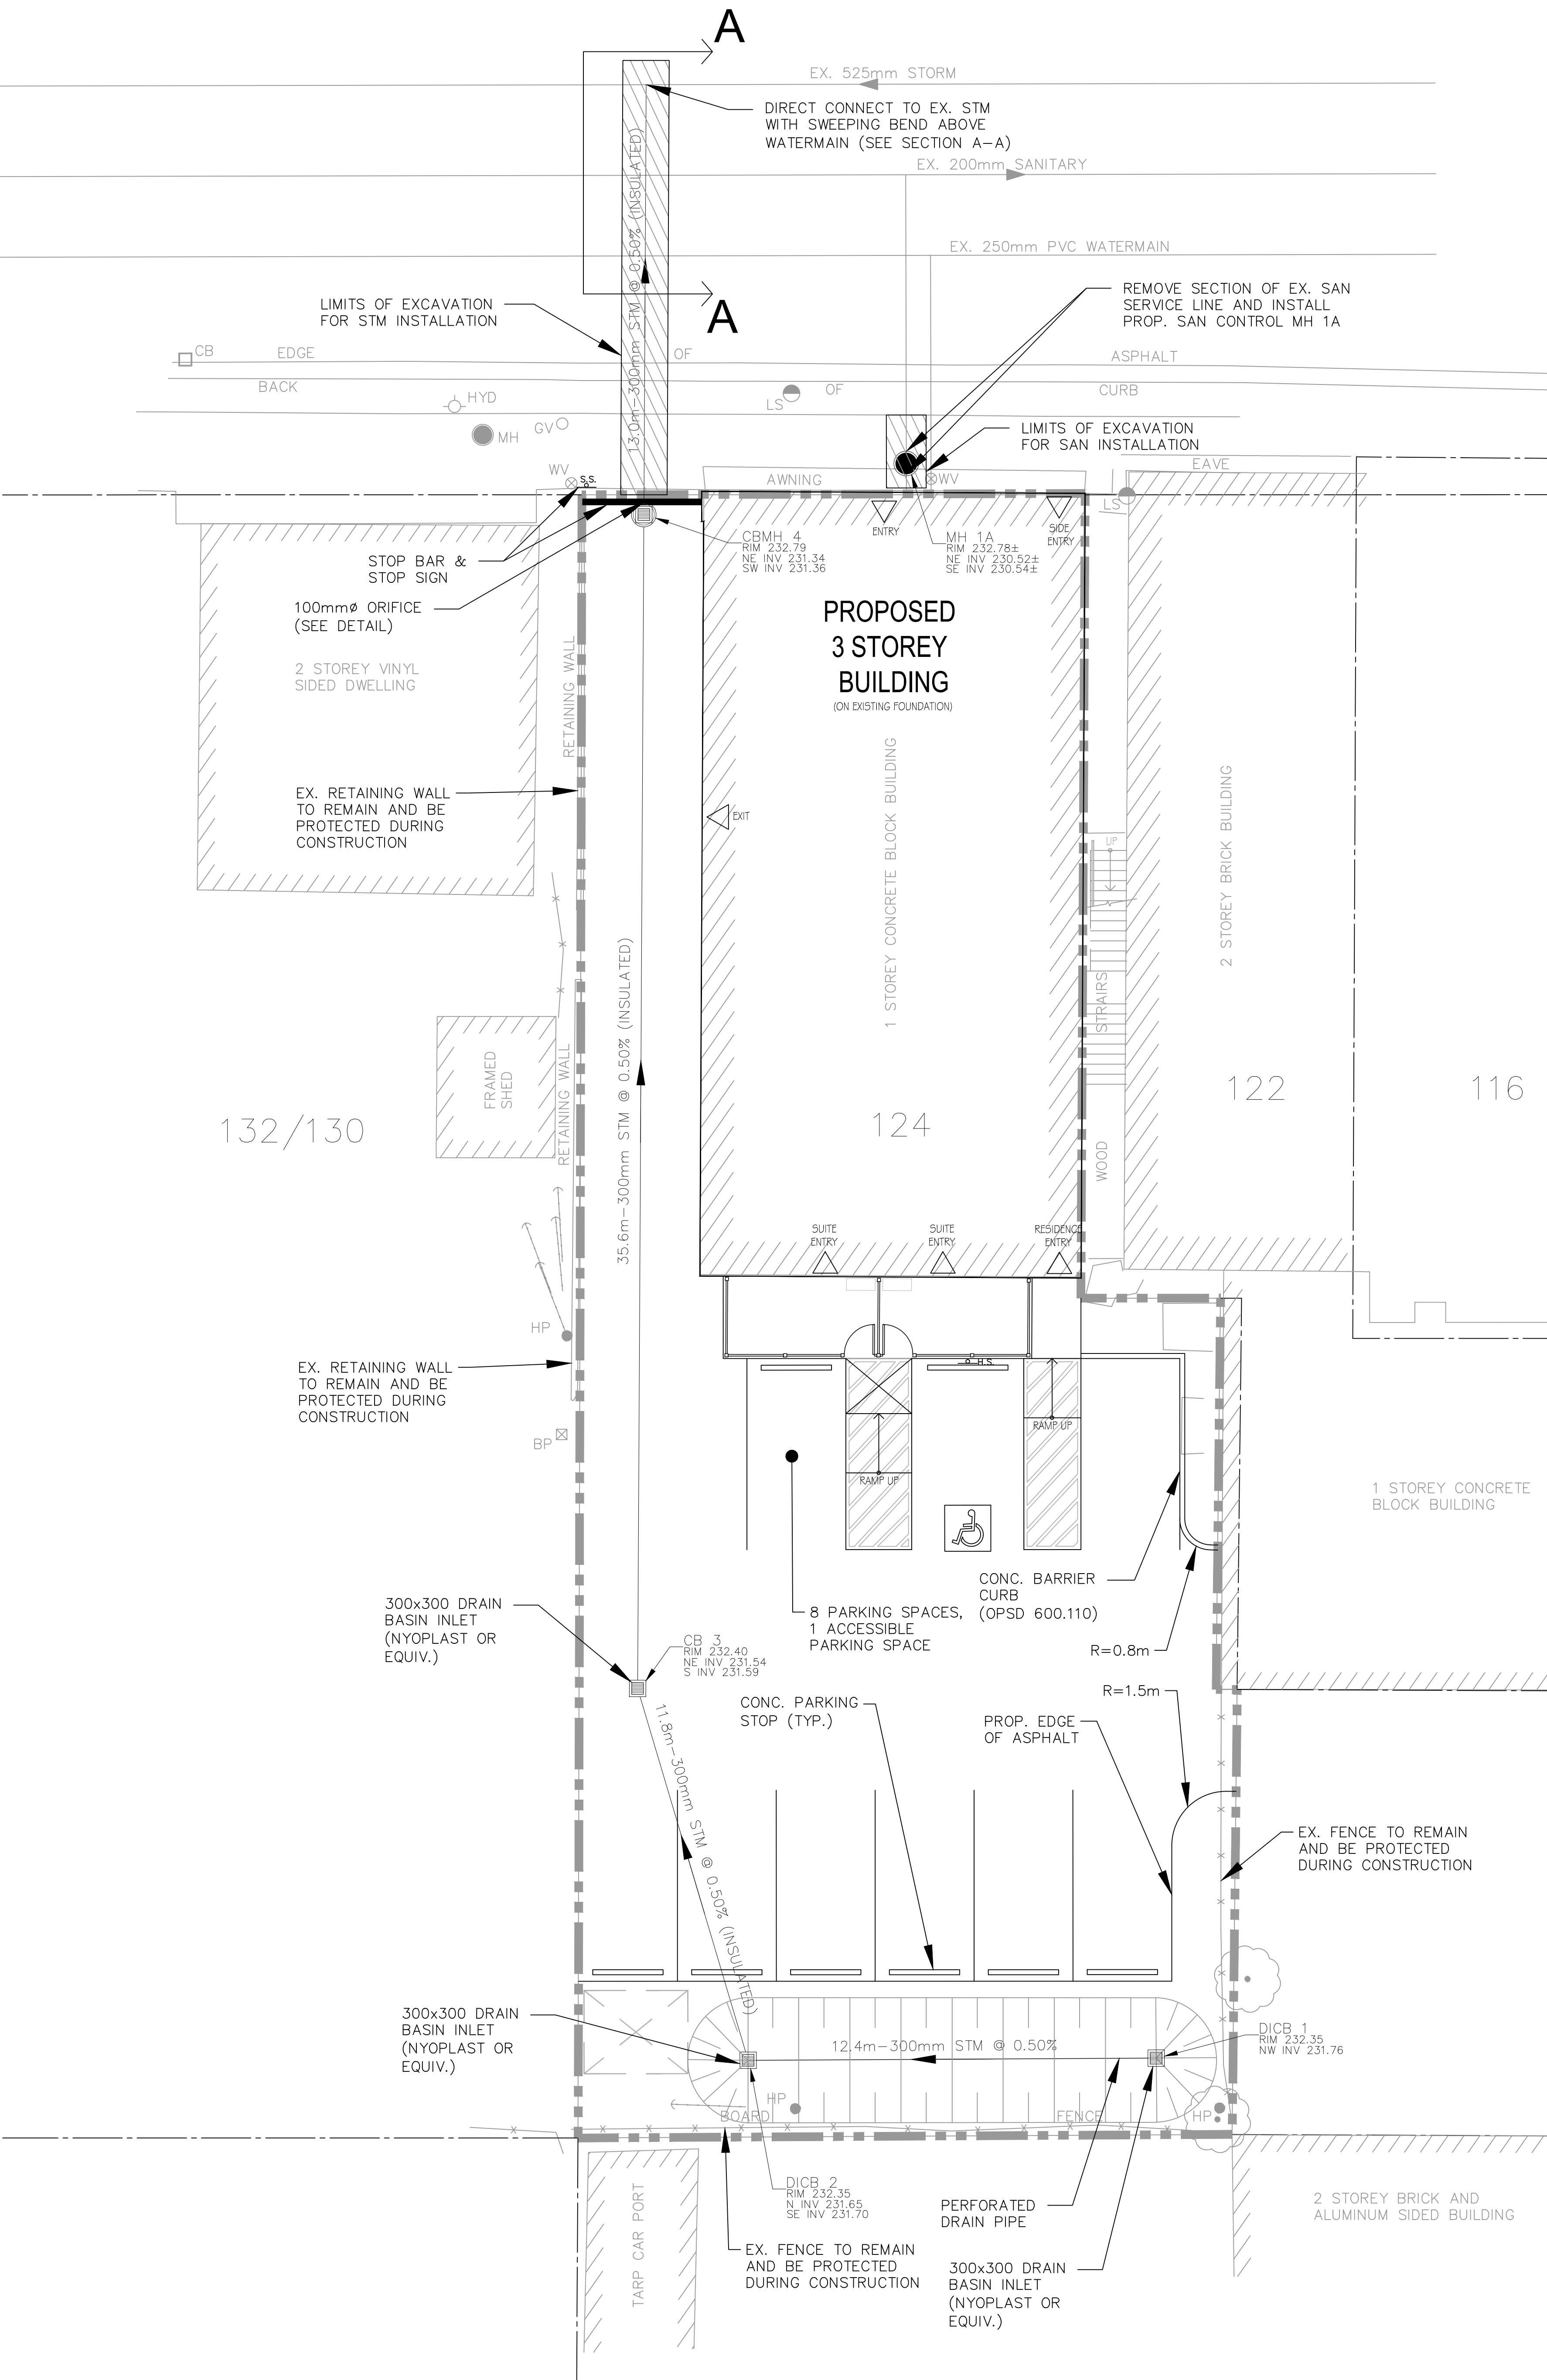 A
EX. 525mm STORM
DIRECT CONNECT TO EX. STM
WITH SWEEPING BEND ABOVE
WATERMAIN (SEE SECTION A-A)
EX. 200mm SANITARY
13.0m-300mm STM @ 0.50% (INSULATED)
EX. 250mm PVC WATERMAIN
LIMITS OF EXCAVATION
FOR STM INSTALLATION
A
REMOVE SECTION OF EX. SAN
SERVICE LINE AND INSTALL
PROP. SAN CONTROL MH 1A
CB
EDGE
OF
ASPHALT
BACK
OF
CURB
HYD
LS
GV
MH
LIMITS OF EXCAVATION
FOR SAN INSTALLATION
WV
S.S.
AWNING
WV
EAVE
LS
ENTRY
SIDE
ENTRY
CBMH 4
RIM 232.79
NE INV 231.34
SW INV 231.36
MH 1A
RIM 232.78±
NE INV 230.52±
SE INV 230.54±
STOP BAR &
STOP SIGN
100mmø ORIFICE
(SEE DETAIL)
PROPOSED
3 STOREY
BUILDING
(ON EXISTING FOUNDATION)
2 STOREY VINYL
SIDED DWELLING
RETAINING WALL
EX. RETAINING WALL
TO REMAIN AND BE
PROTECTED DURING
CONSTRUCTION
EXIT
1 STOREY CONCRETE BLOCK BUILDING
2 STOREY BRICK BUILDING
UP
35.6m-300mm STM @ 0.50% (INSULATED)
STRAIRS
WOOD
FRAMED
SHED
RETAINING WALL
132/130
124
122
116
SUITE
ENTRY
SUITE
ENTRY
RESIDENCE
ENTRY
HP
EX. RETAINING WALL
TO REMAIN AND BE
PROTECTED DURING
CONSTRUCTION
H.S.
RAMP UP
RAMP UP
BP
1 STOREY CONCRETE
BLOCK BUILDING
300x300 DRAIN
BASIN INLET
(NYOPLAST OR
EQUIV.)
CONC. BARRIER
CURB
(OPSD 600.110)
8 PARKING SPACES,
1 ACCESSIBLE
PARKING SPACE
R=0.8m
CB 3
RIM 232.40
NE INV 231.54
S INV 231.59
R=1.5m
CONC. PARKING
STOP (TYP.)
PROP. EDGE
OF ASPHALT
11.8m-300mm STM @ 0.50% (INSULATED)
EX. FENCE TO REMAIN
AND BE PROTECTED
DURING CONSTRUCTION
300x300 DRAIN
BASIN INLET
(NYOPLAST OR
EQUIV.)
12.4m-300mm STM @ 0.50%
DICB 1
RIM 232.35
NW INV 231.76
HP
BOARD
FENCE
HP
DICB 2
RIM 232.35
N INV 231.65
SE INV 231.70
PERFORATED
DRAIN PIPE
TARP CAR PORT
2 STOREY BRICK AND
ALUMINUM SIDED BUILDING
EX. FENCE TO REMAIN
AND BE PROTECTED
DURING CONSTRUCTION
300x300 DRAIN
BASIN INLET
(NYOPLAST OR
EQUIV.)